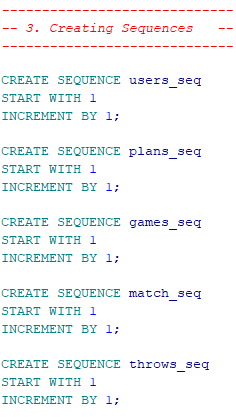 ----------------------------
-- 3. Creating Sequences   --
----------------------------
CREATE SEQUENCE users_seq
START WITH 1
INCREMENT BY 1;
CREATE SEQUENCE plans_seq
START WITH 1
INCREMENT BY 1;
CREATE SEQUENCE games_seq
START WITH 1
INCREMENT BY 1;
CREATE SEQUENCE match_seq
START WITH 1
INCREMENT BY 1;
CREATE SEQUENCE throws_seq
START WITH 1
INCREMENT BY 1;